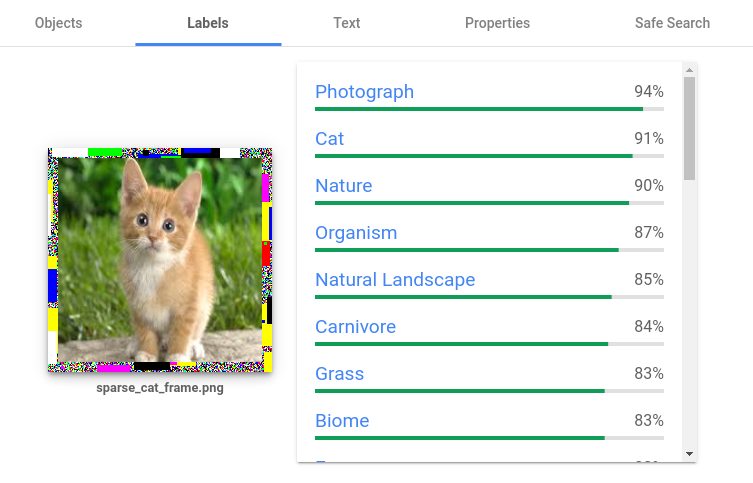 Objects Labels Text Properties Safe Search
Photograph 94%
Cat 91%
Nature 90%
Organism 87%
Natural Landscape 85%
Carnivore 84%
Grass 83%
Biome 83%
sparse_cat_frame.png